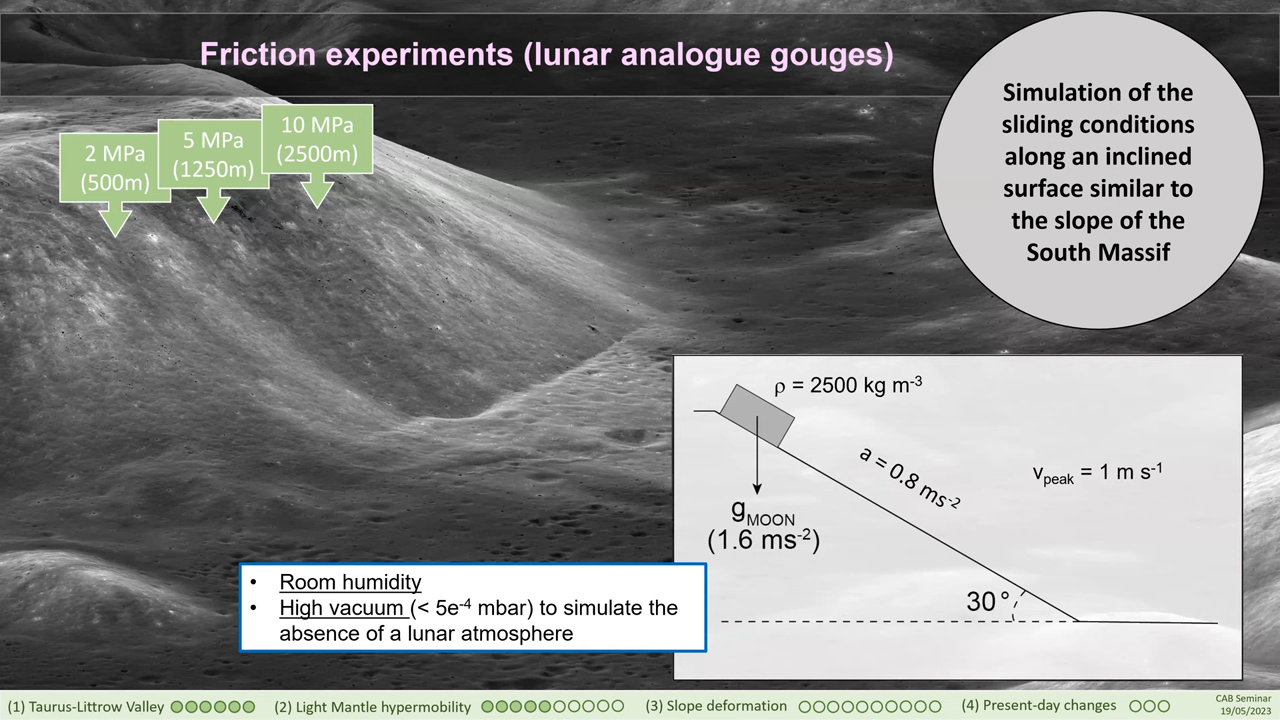 Friction experiments (lunar analogue gouges)
Simulation of the
sliding conditions
along an inclined
surface similar to
the slope of the
South Massif
2 MPa
(500m)
5 MPa
(1250m)
10 MPa
(2500m)
ρ = 2500 kg m-3
a = 0.8 ms-2
vpeak = 1 m s-1
gMOON
(1.6 ms-2)
30°
• Room humidity
• High vacuum (< 5e-4 mbar) to simulate the
absence of a lunar atmosphere
(1) Taurus-Littrow Valley
(2) Light Mantle hypermobility
(3) Slope deformation
(4) Present-day changes
CAB Seminar
19/05/2023